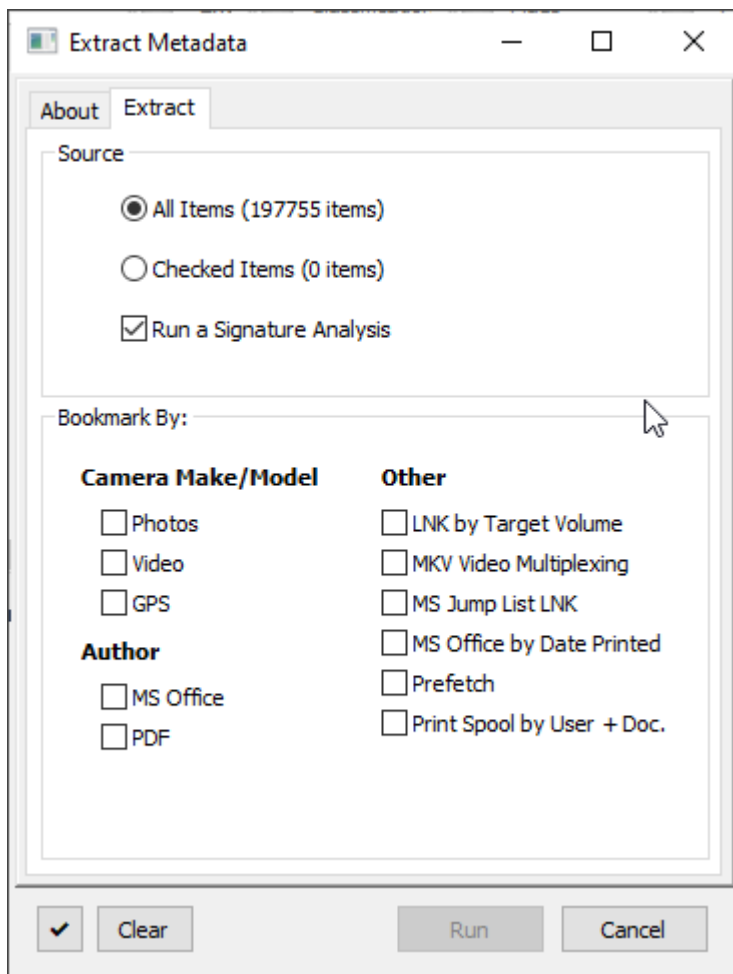 Extract Metadata
About Extract
Source
All Items (197755 items)
Checked Items (0 items)
Run a Signature Analysis
Bookmark By:
Camera Make/Model
Photos
Video
GPS
Author
MS Office
PDF
Other
LNK by Target Volume
MKV Video Multiplexing
MS Jump List LNK
MS Office by Date Printed
Prefetch
Print Spool by User + Doc.
Clear Run Cancel